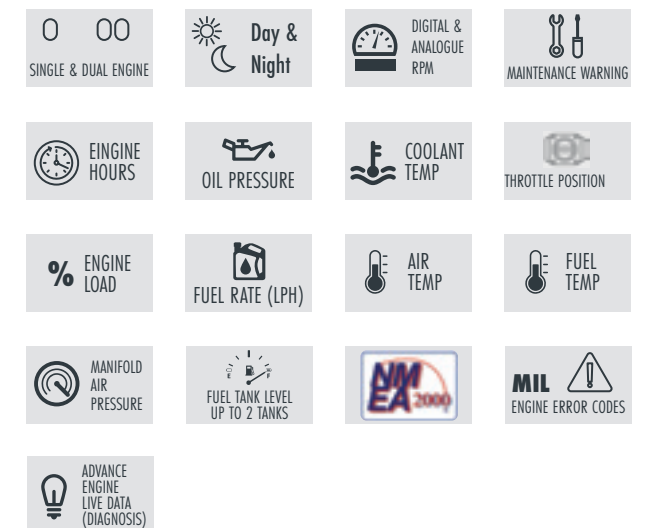 0 00
SINGLE & DUAL ENGINE
Day &
Night
DIGITAL &
ANALOGUE
RPM
MAINTENANCE WARNING
EINGINE
HOURS
OIL PRESSURE
COOLANT
TEMP
THROTTLE POSITION
% ENGINE
LOAD
FUEL RATE (LPH)
AIR
TEMP
FUEL
TEMP
MANIFOLD
AIR
PRESSURE
E F
FUEL TANK LEVEL
UP TO 2 TANKS
NM
EA 2000
MIL
ENGINE ERROR CODES
ADVANCE
ENGINE
LIVE DATA
(DIAGNOSIS)